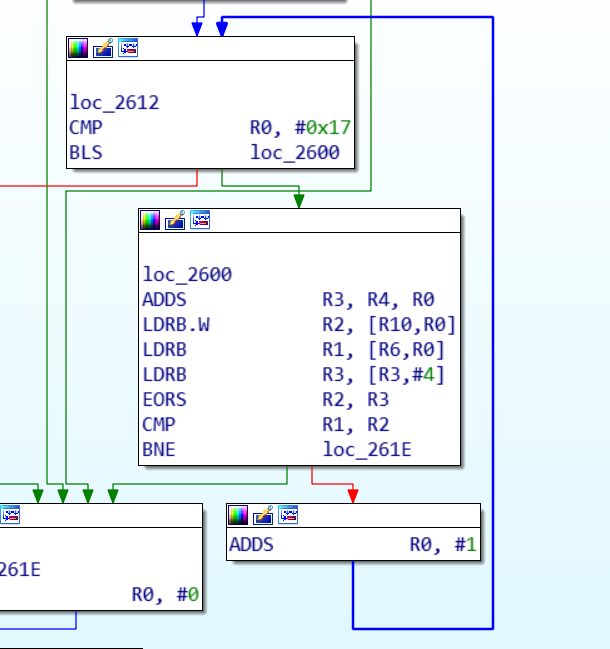 loc_2612
CMP R0, #0x17
BLS loc_2600
loc_2600
ADDS R3, R4, R0
LDRB.W R2, [R10,R0]
LDRB R1, [R6,R0]
LDRB R3, [R3,#4]
EORS R2, R3
CMP R1, R2
BNE loc_261E
ADDS R0, #1
261E
R0, #0